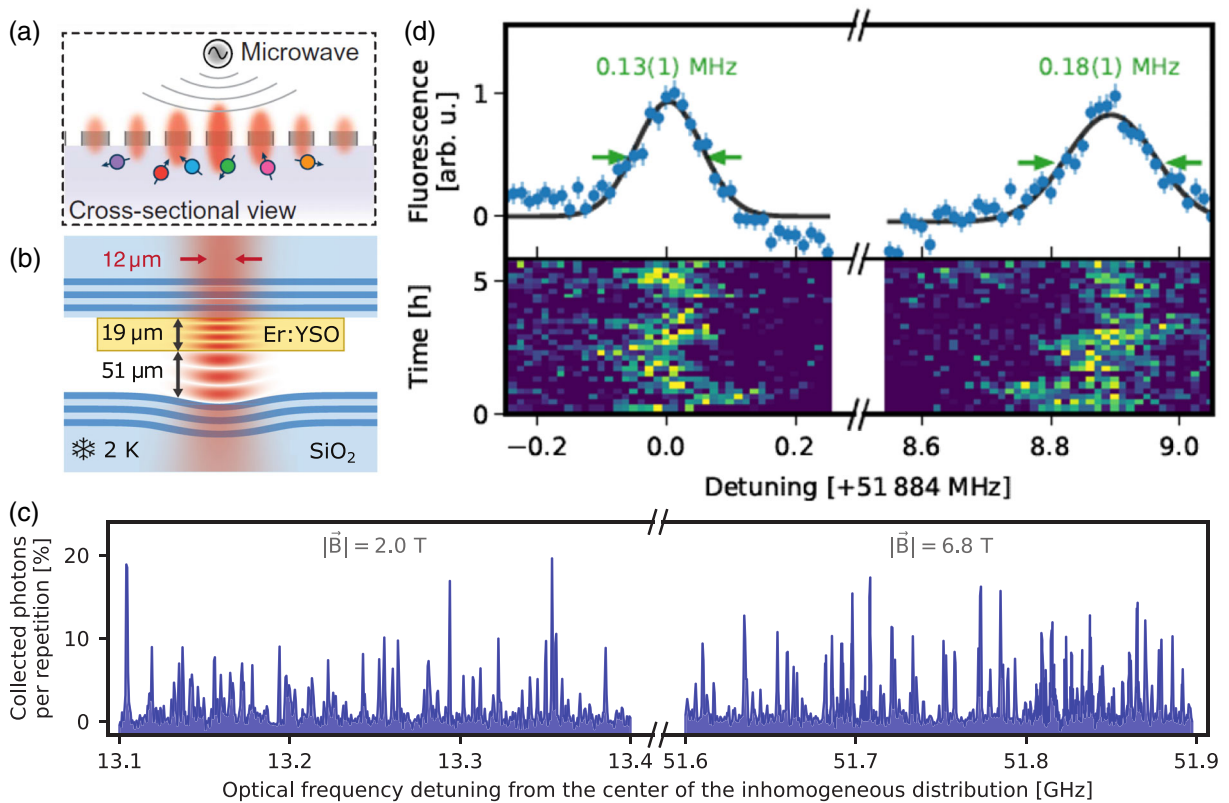 (a)
Microwave
Cross-sectional view
(b)
12 μm
19 μm
Er:YSO
51 μm
2 K
SiO₂
(d)
Fluorescence
[arb. u.]
1
0
0.13(1) MHz
0.18(1) MHz
Time [h]
5
0
−0.2
0.0
0.2
8.6
8.8
9.0
Detuning [+51 884 MHz]
(c)
Collected photons
per repetition [%]
20
10
0
|B⃗| = 2.0 T
|B⃗| = 6.8 T
13.1
13.2
13.3
13.4
51.6
51.7
51.8
51.9
Optical frequency detuning from the center of the inhomogeneous distribution [GHz]